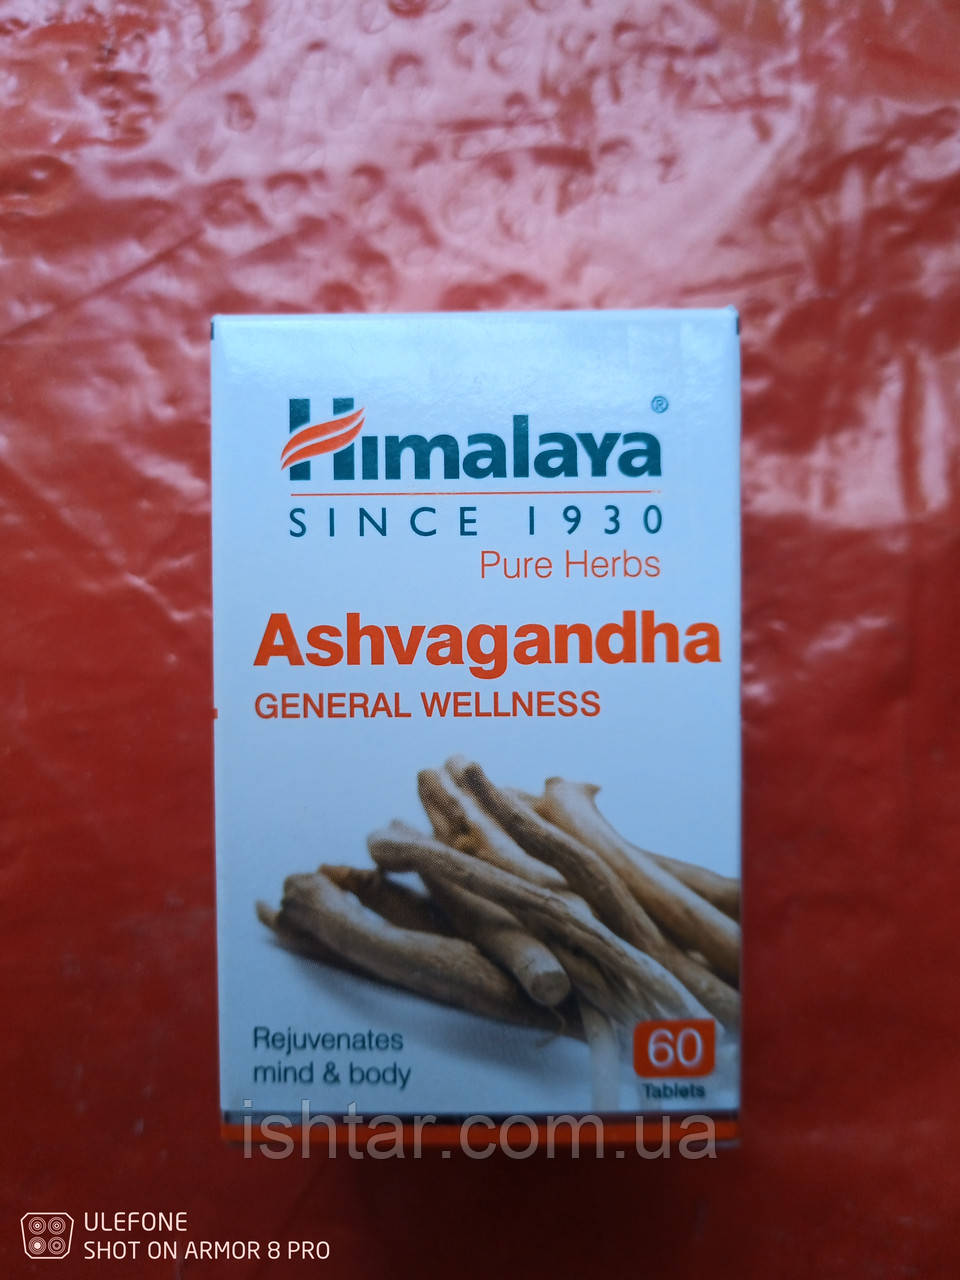 Himalaya®
SINCE 1930
Pure Herbs
Ashvagandha
GENERAL WELLNESS
Rejuvenates
mind & body
60
Tablets
ishtar.com.ua
ULEFONE
SHOT ON ARMOR 8 PRO